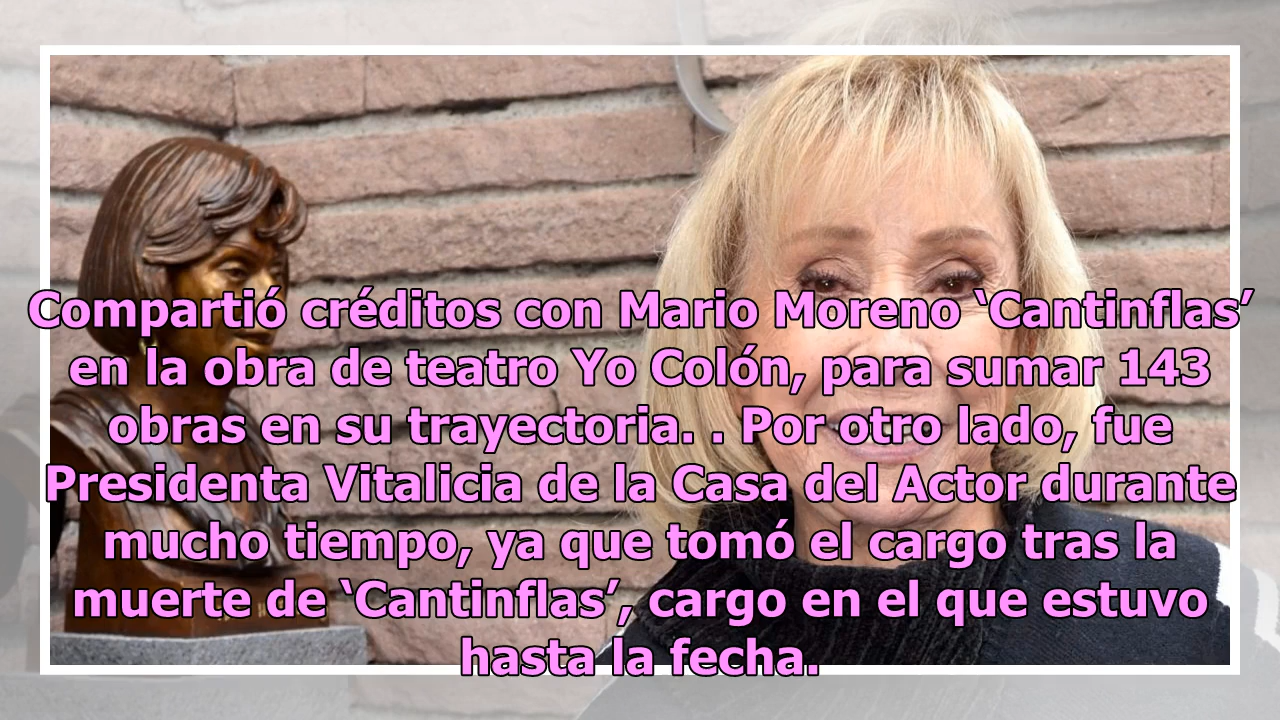 Compartió créditos con Mario Moreno ‘Cantinflas’
en la obra de teatro Yo Colón, para sumar 143
obras en su trayectoria. . Por otro lado, fue
Presidenta Vitalicia de la Casa del Actor durante
mucho tiempo, ya que tomó el cargo tras la
muerte de ‘Cantinflas’, cargo en el que estuvo
hasta la fecha.